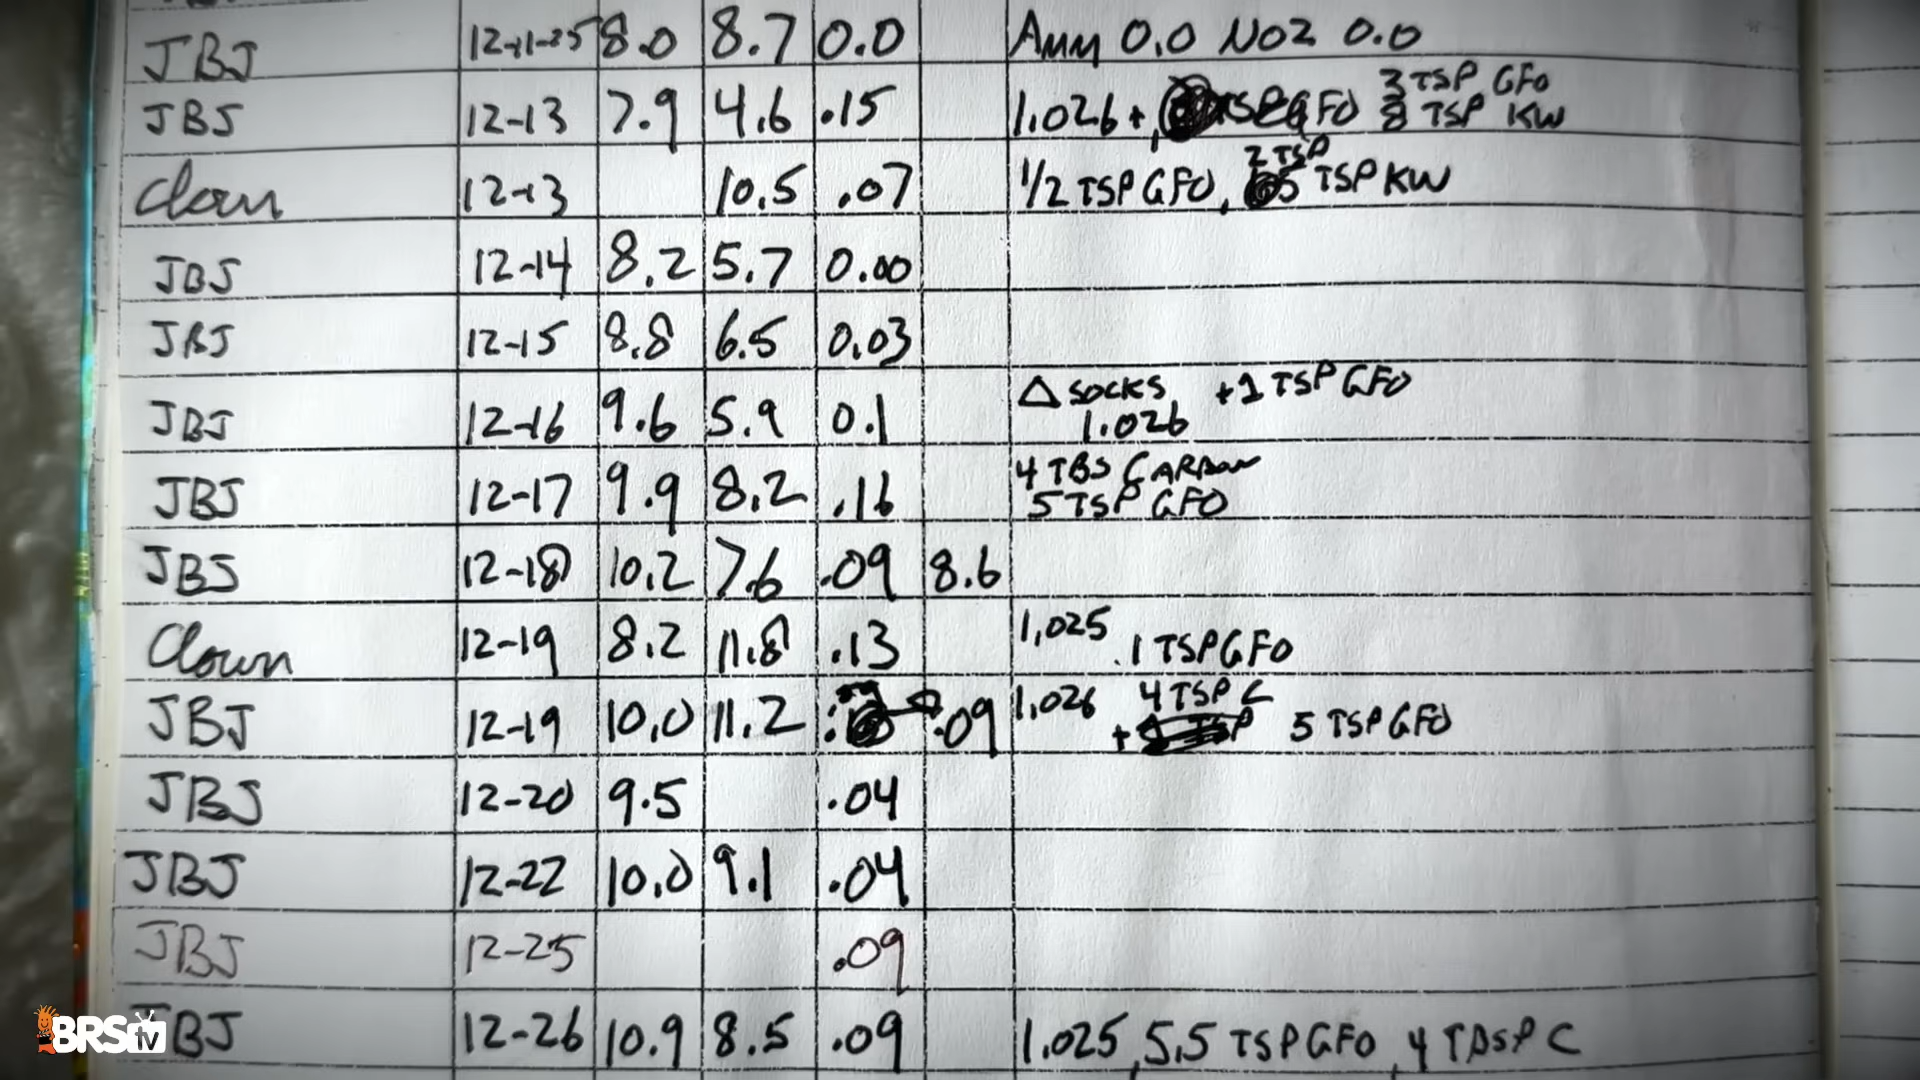 JBJ 12-11-25 8.0 8.7 0.0 Amm 0.0 NO2 0.0
3 TSP GFO
JBJ 12-13 7.9 4.6 .15 1.026 + TSP GFO 8 TSP KW
2 TSP
Clown 12-13 10.5 .07 1/2 TSP GFO, TSP KW
JBJ 12-14 8.2 5.7 0.00
JBJ 12-15 8.8 6.5 0.03
Δ SOCKS +1 TSP GFO
JBJ 12-16 9.6 5.9 0.1 1.026
4 TBS CARBON
JBJ 12-17 9.9 8.2 .16 5 TSP GFO
JBJ 12-18 10.2 7.6 .09 8.6
Clown 12-19 8.2 11.8 .13 1,025 .1 TSP GFO
4 TSP C
JBJ 12-19 10.0 11.2 .09 1,026 + TSP 5 TSP GFO
JBJ 12-20 9.5 .04
JBJ 12-22 10.0 9.1 .04
JBJ 12-25 .09
JBJ 12-26 10.9 8.5 .09 1.025, 5.5 TSP GFO, 4 TBSP C
BRStv